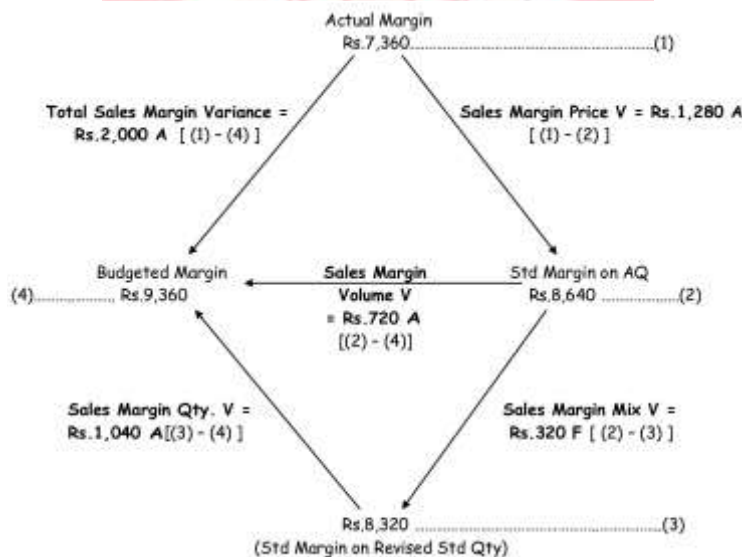 Actual Margin
Rs.7,360..............................(1)
Total Sales Margin Variance =
Rs.2,000 A [ (1) - (4) ]
Sales Margin Price V = Rs.1,280 A
[ (1) - (2) ]
Budgeted Margin
(4)................... Rs.9,360
Sales Margin
Volume V
= Rs.720 A
[(2) - (4)]
Std Margin on AQ
Rs.8,640 ...................(2)
Sales Margin Qty. V =
Rs.1,040 A[(3) - (4) ]
Sales Margin Mix V =
Rs.320 F [ (2) - (3) ]
Rs.8,320 ..............................(3)
(Std Margin on Revised Std Qty)